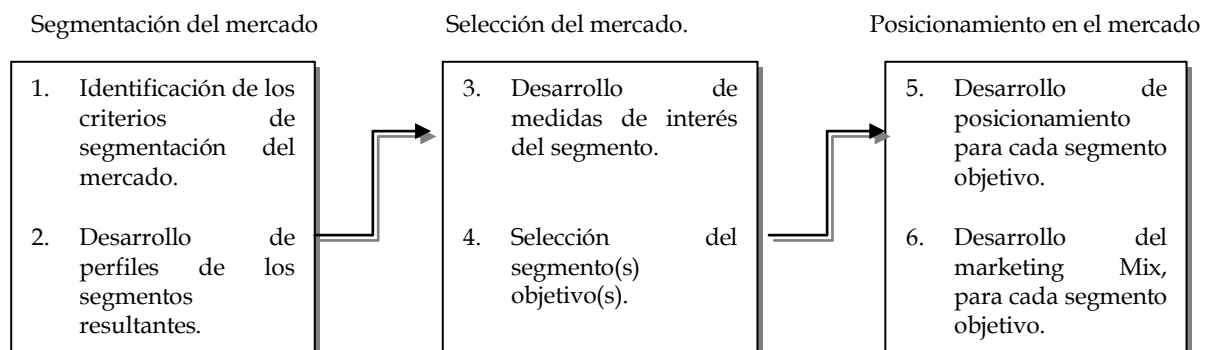 Segmentación del mercado
1. Identificación de los
criterios de
segmentación del
mercado.
2. Desarrollo de
perfiles de los
segmentos
resultantes.
Selección del mercado.
3. Desarrollo de
medidas de interés
del segmento.
4. Selección del
segmento(s)
objetivo(s).
Posicionamiento en el mercado
5. Desarrollo de
posicionamiento
para cada segmento
objetivo.
6. Desarrollo del
marketing Mix,
para cada segmento
objetivo.